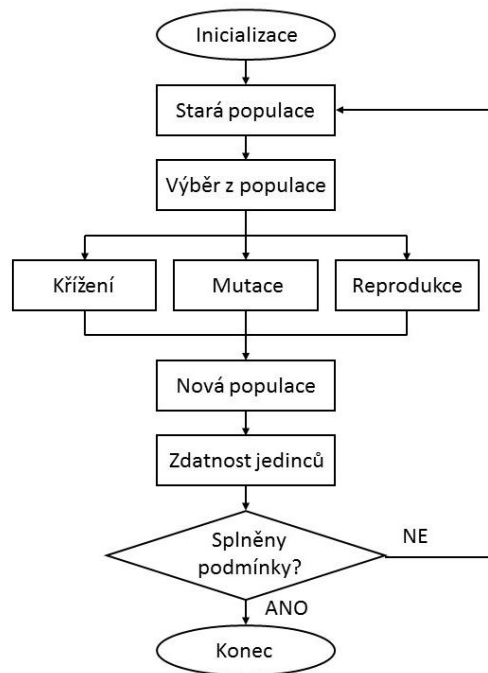 Inicializace
Stará populace
Výběr z populace
Křížení
Mutace
Reprodukce
Nová populace
Zdatnost jedinců
Splněny
podmínky?
NE
ANO
Konec